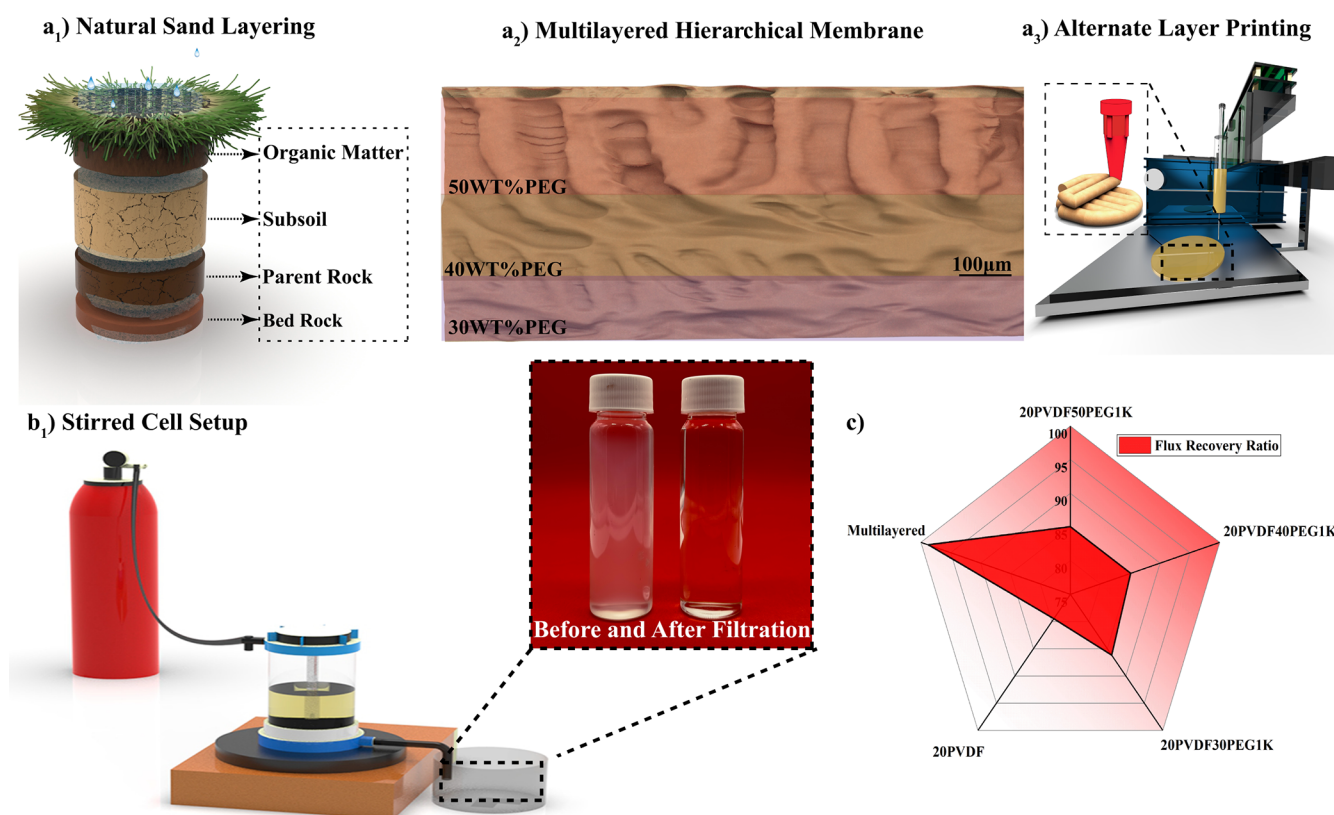 a1) Natural Sand Layering
a2) Multilayered Hierarchical Membrane
a3) Alternate Layer Printing
Organic Matter
Subsoil
Parent Rock
Bed Rock
50WT%PEG
40WT%PEG
100μm
30WT%PEG
b1) Stirred Cell Setup
Before and After Filtration
c)
20PVDF50PEG1K
100
95
90
85
80
75
Flux Recovery Ratio
Multilayered
20PVDF40PEG1K
20PVDF
20PVDF30PEG1K